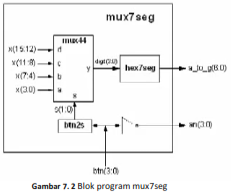 mux7seg
mux44
x(15:12)
d
x(11:8)
c
y
digit(3:0)
hex7seg
a_to_g(6:0)
x(7:4)
b
x(3:0)
a
s
s(1:0)
btn2s
an(3:0)
btn(3:0)
Gambar 7. 2 Blok program mux7seg